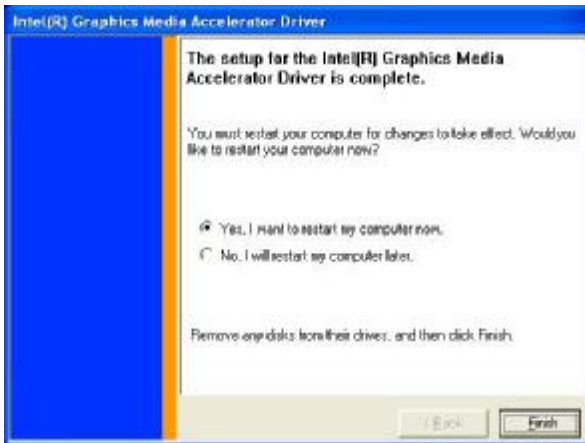 Intel(R) Graphics Media Accelerator Driver
The setup for the Intel(R) Graphics Media
Accelerator Driver is complete.
You must restart your computer for changes to take effect. Would you
like to restart your computer now?
Yes, I want to restart my computer now.
No, I will restart my computer later.
Remove any disks from their drives, and then click Finish.
< Back
Finish